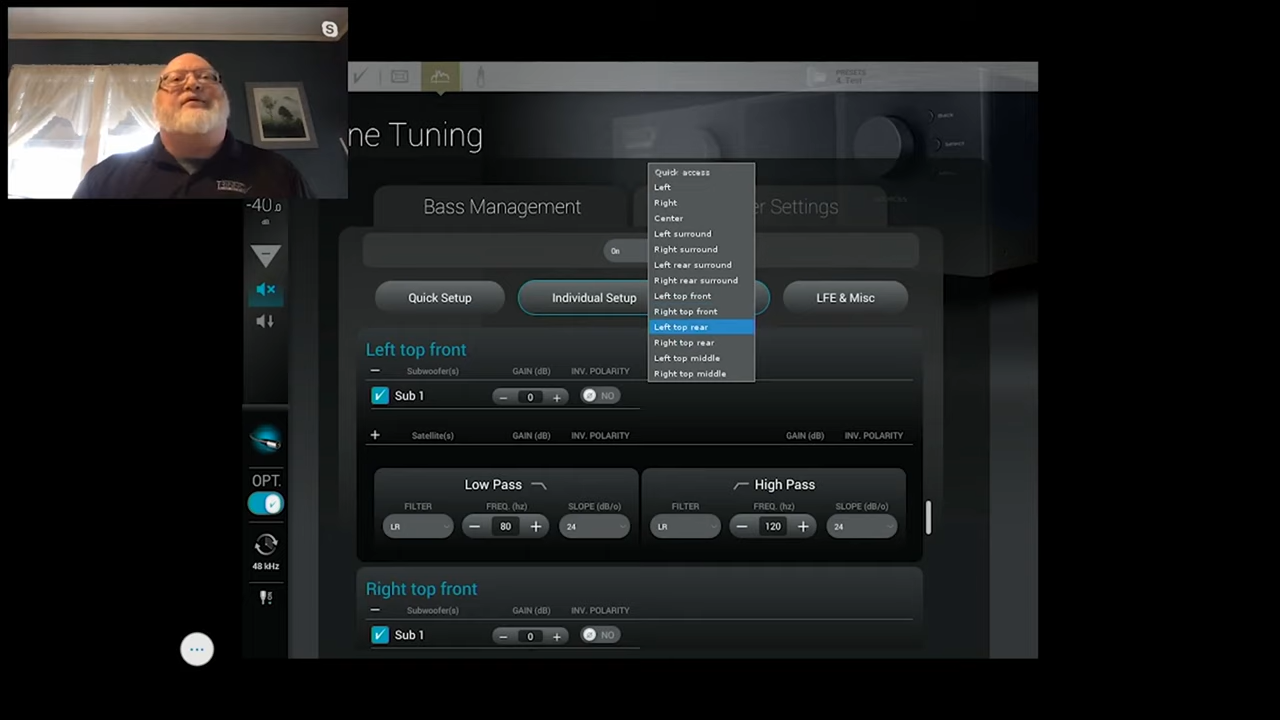 S
PRESETS
ne Tuning
Quick access
Left
Right
Center
Left surround
Right surround
Left rear surround
Right rear surround
Left top front
Right top front
Left top rear
Right top rear
Left top middle
Right top middle
-40.0
dB
Bass Management
er Settings
On
Quick Setup
Individual Setup
LFE & Misc
Left top front
Subwoofer(s) GAIN (dB) INV. POLARITY
Sub 1 − 0 + NO
+ Satellite(s) GAIN (dB) INV. POLARITY GAIN (dB) INV. POLARITY
Low Pass
FILTER FREQ. (hz) SLOPE (dB/o)
LR − 80 + 24
High Pass
FILTER FREQ. (hz) SLOPE (dB/o)
LR − 120 + 24
OPT.
48 kHz
Right top front
Subwoofer(s) GAIN (dB) INV. POLARITY
Sub 1 − 0 + NO